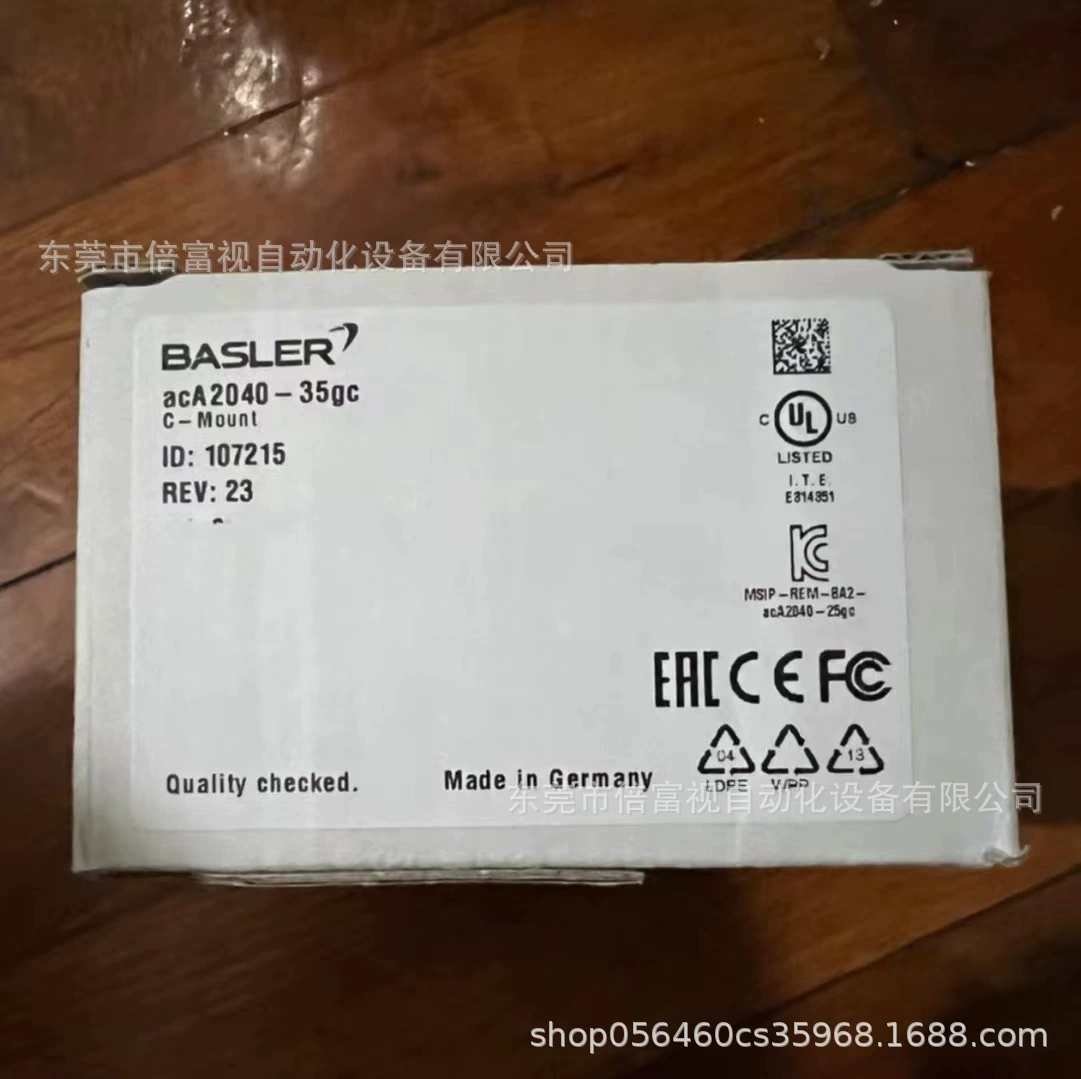 东莞市倍富视自动化设备有限公司
BASLER
acA2040-35gc
C-Mount
ID: 107215
REV: 23
C UL US
LISTED
I.T.E.
E314351
MSIP-REM-BA2-
acA2040-25gc
EAC CE FC
04 13
LDPE WPP
Quality checked.
Made in Germany
东莞市倍富视自动化设备有限公司
shop056460cs35968.1688.com